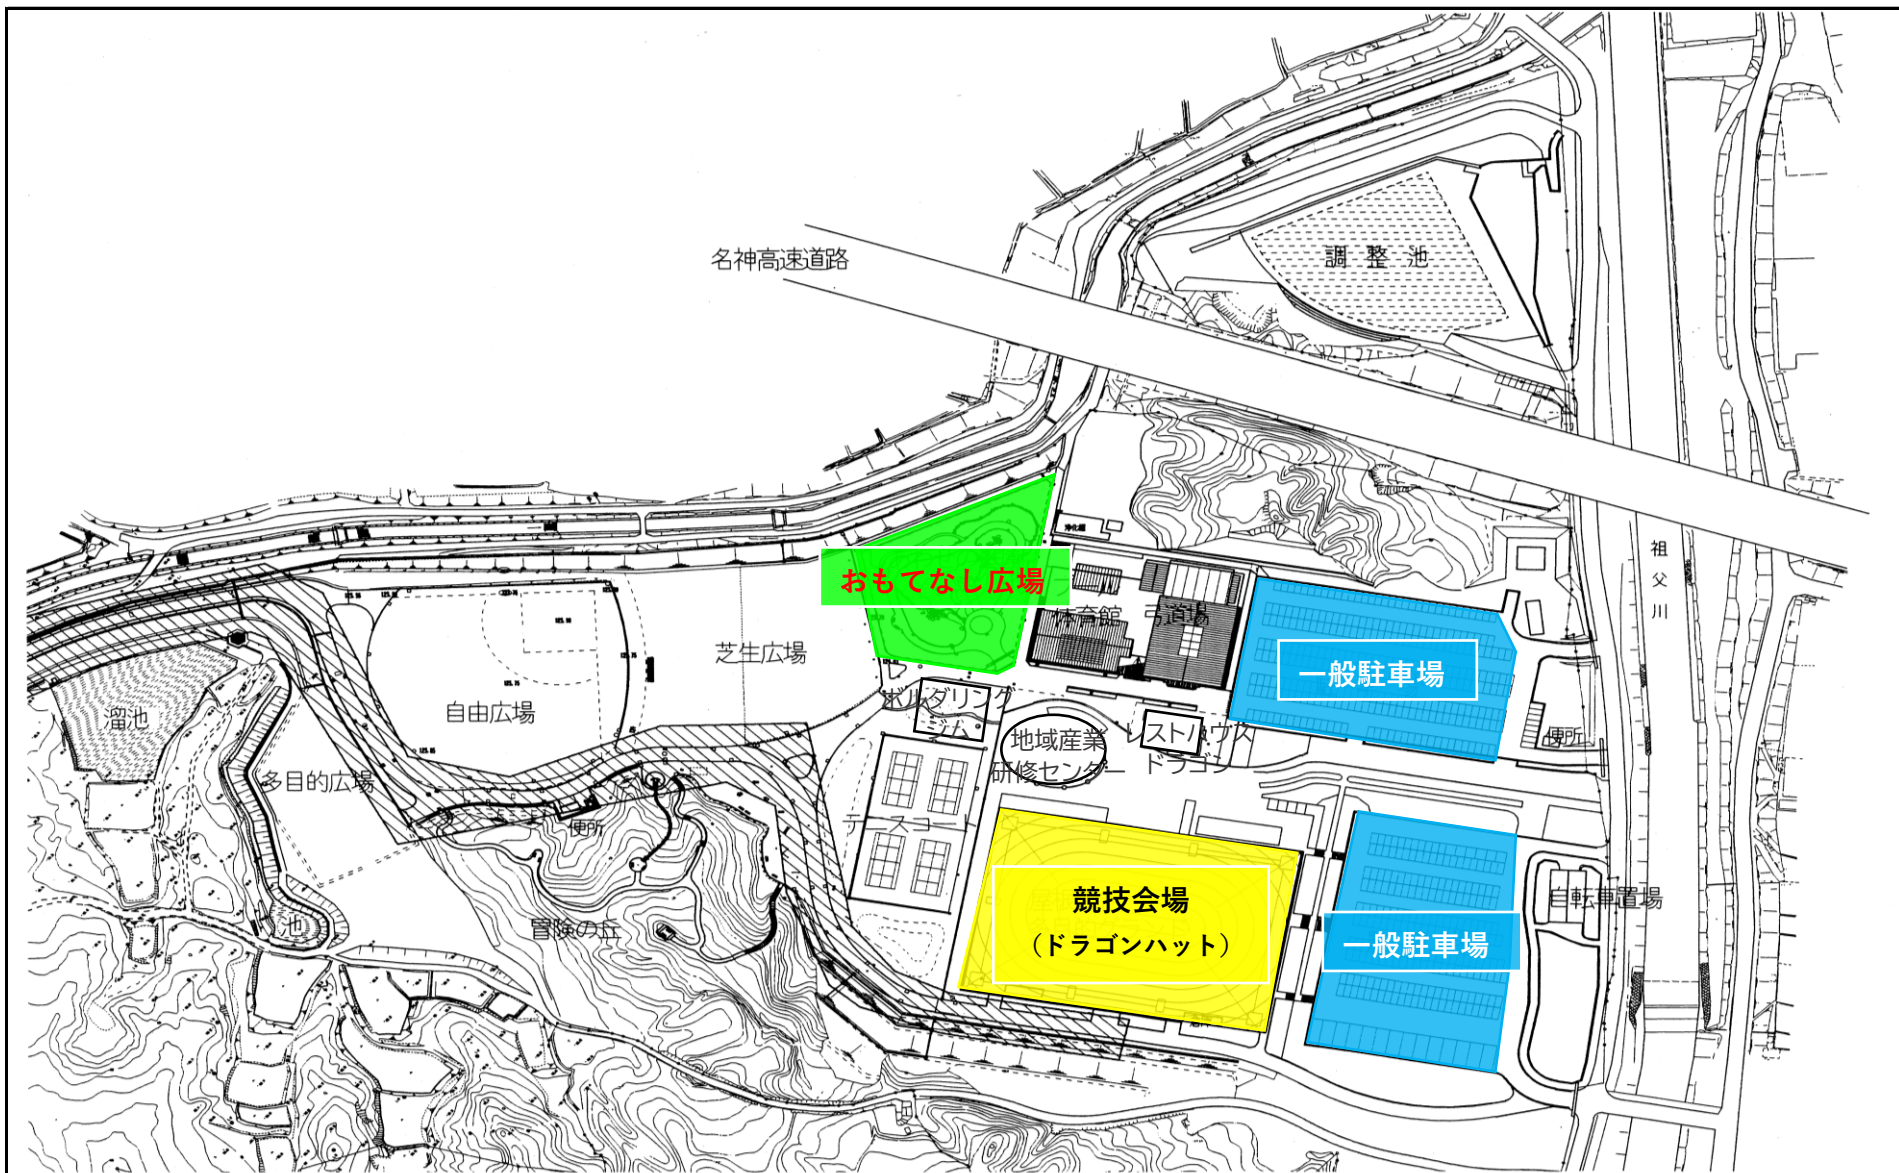 名神高速道路
調整池
祖父川
おもてなし広場
体育館
弓道場
芝生広場
一般駐車場
自由広場
溜池
ボルダリング
ジム
地域産業
研修センター
レストハウス
ドラゴン
便所
多目的広場
便所
テニスコート
競技会場
（ドラゴンハット）
一般駐車場
自転車置場
冒険の丘
池